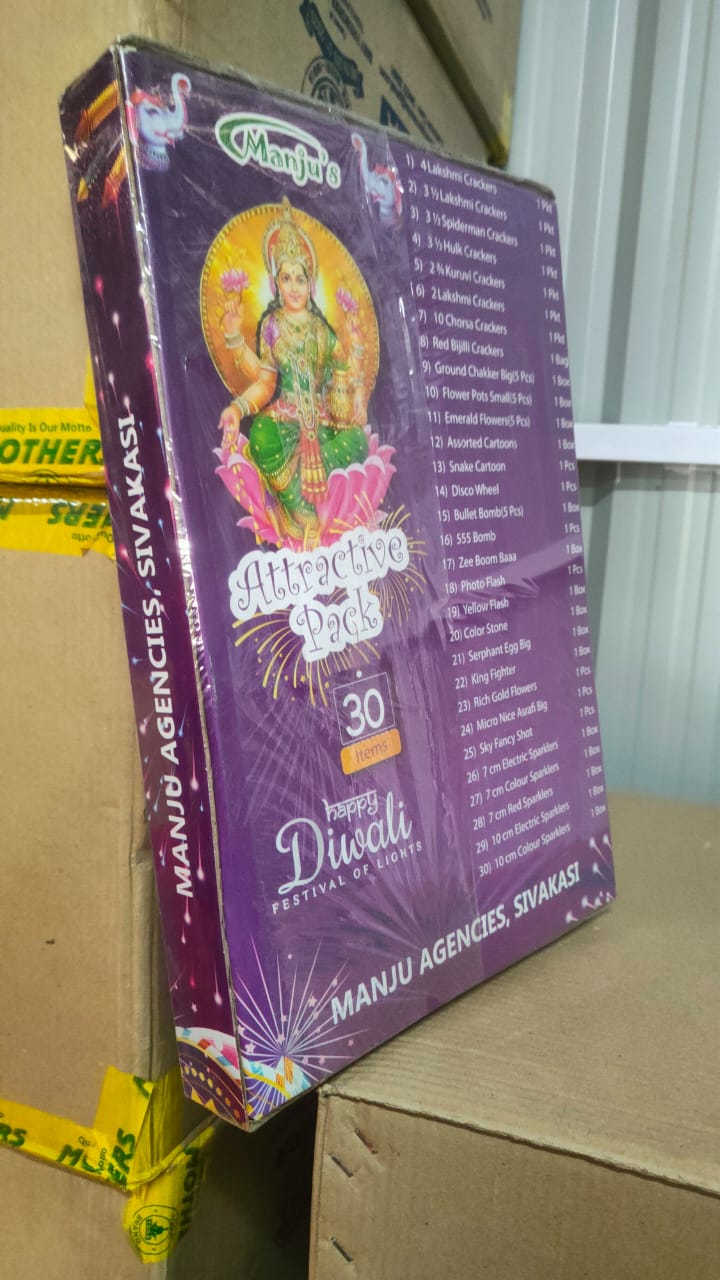 Manju's
Attractive
Pack
30
Items
happy
Diwali
FESTIVAL OF LIGHTS
1) 4 Lakshmi Crackers 1 Pkt
2) 3 ½ Lakshmi Crackers 1 Pkt
3) 3 ½ Spiderman Crackers 1 Pkt
4) 3 ½ Hulk Crackers 1 Pkt
5) 2 ¾ Kuruvi Crackers 1 Pkt
6) 2 Lakshmi Crackers 1 Pkt
7) 10 Chorsa Crackers 1 Pkt
8) Red Bijilli Crackers 1 Bag
9) Ground Chakker Big(5 Pcs) 1 Box
10) Flower Pots Small(5 Pcs) 1 Box
11) Emerald Flowers(5 Pcs) 1 Box
12) Assorted Cartoons 1 Box
13) Snake Cartoon 1 Pcs
14) Disco Wheel 1 Pcs
15) Bullet Bomb(5 Pcs) 1 Box
16) 555 Bomb 1 Pcs
17) Zee Boom Baaa 1 Box
18) Photo Flash 1 Pcs
19) Yellow Flash 1 Box
20) Color Stone 1 Box
21) Serphant Egg Big 1 Box
22) King Fighter 1 Box
23) Rich Gold Flowers 1 Pcs
24) Micro Nice Asrafi Big 1 Pcs
25) Sky Fancy Shot 1 Pcs
26) 7 cm Electric Sparklers 1 Box
27) 7 cm Colour Sparklers 1 Box
28) 7 cm Red Sparklers 1 Box
29) 10 cm Electric Sparklers 1 Box
30) 10 cm Colour Sparklers 1 Box
MANJU AGENCIES, SIVAKASI
MANJU AGENCIES, SIVAKASI
uality Is Our Motto
OTHER